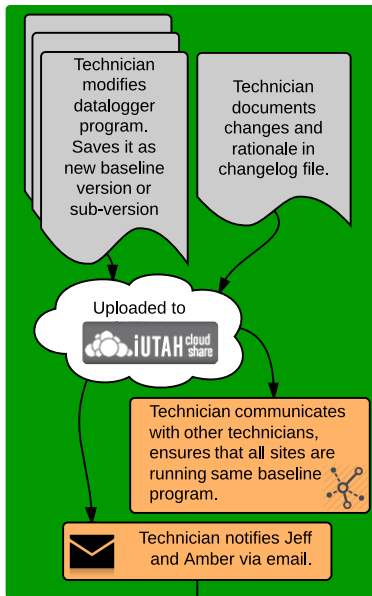 Technician
modifies
datalogger
program.
Saves it as
new baseline
version or
sub-version
Technician
documents
changes and
rationale in
changelog file.
Uploaded to
iUTAH cloud
share
Technician communicates
with other technicians,
ensures that all sites are
running same baseline
program.
Technician notifies Jeff
and Amber via email.